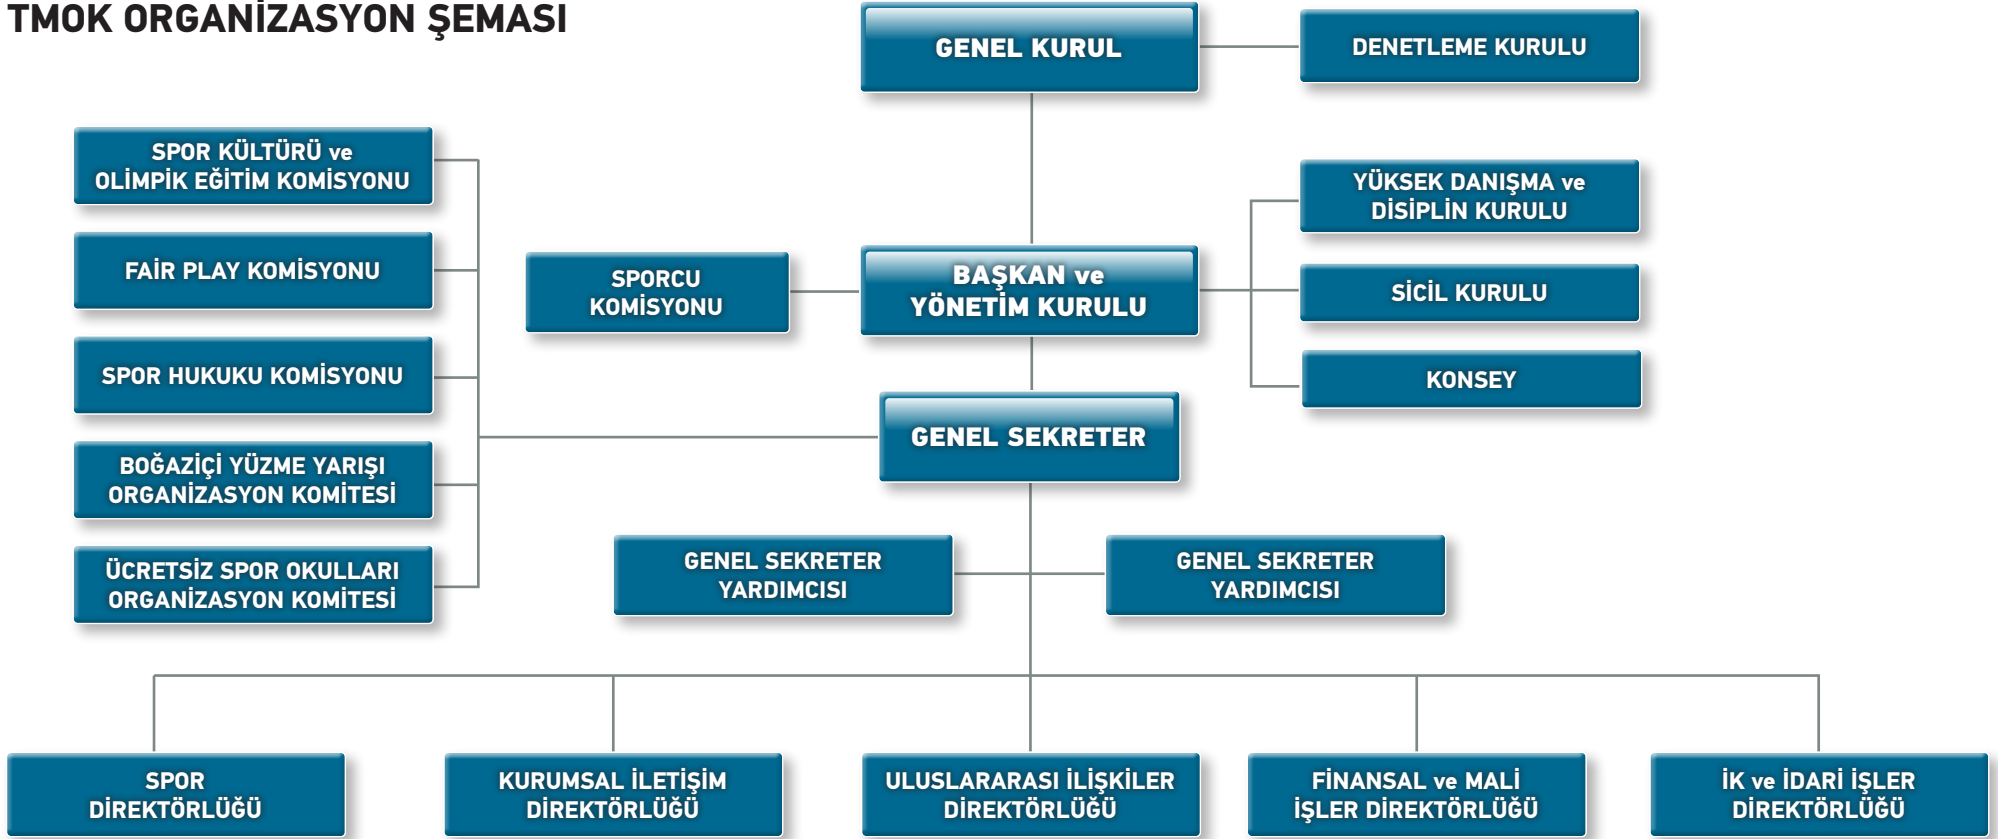 TMOK ORGANİZASYON ŞEMASI
GENEL KURUL
DENETLEME KURULU
SPOR KÜLTÜRÜ ve
OLİMPİK EĞİTİM KOMİSYONU
FAİR PLAY KOMİSYONU
SPOR HUKUKU KOMİSYONU
BOĞAZİÇİ YÜZME YARIŞI
ORGANİZASYON KOMİTESİ
ÜCRETSİZ SPOR OKULLARI
ORGANİZASYON KOMİTESİ
SPORCU
KOMİSYONU
BAŞKAN ve
YÖNETİM KURULU
YÜKSEK DANIŞMA ve
DİSİPLİN KURULU
SİCİL KURULU
KONSEY
GENEL SEKRETER
GENEL SEKRETER
YARDIMCISI
GENEL SEKRETER
YARDIMCISI
SPOR
DİREKTÖRLÜĞÜ
KURUMSAL İLETİŞİM
DİREKTÖRLÜĞÜ
ULUSLARARASI İLİŞKİLER
DİREKTÖRLÜĞÜ
FİNANSAL ve MALİ
İŞLER DİREKTÖRLÜĞÜ
İK ve İDARİ İŞLER
DİREKTÖRLÜĞÜ